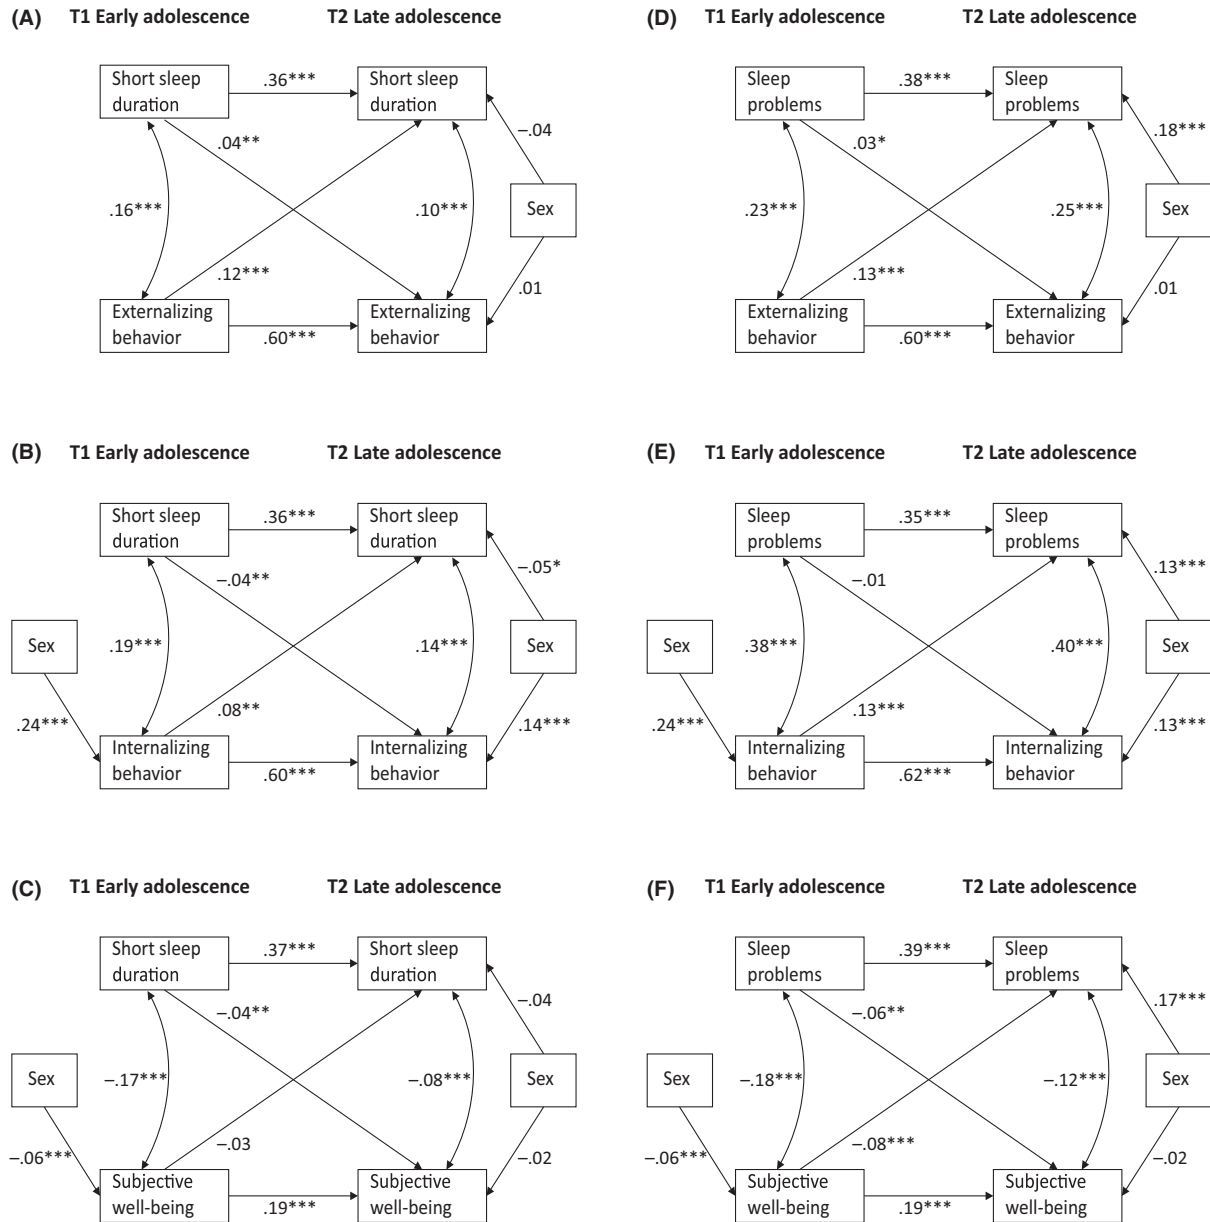 (A) T1 Early adolescence T2 Late adolescence
Short sleep
duration
.36***
Short sleep
duration
–.04
.04**
.16***
.10***
Sex
.12***
.01
Externalizing
behavior
.60***
Externalizing
behavior
(D) T1 Early adolescence T2 Late adolescence
Sleep
problems
.38***
Sleep
problems
.18***
.03*
.23***
.25***
Sex
.13***
.01
Externalizing
behavior
.60***
Externalizing
behavior
(B) T1 Early adolescence T2 Late adolescence
Short sleep
duration
.36***
Short sleep
duration
–.05*
–.04**
Sex
.19***
.14***
Sex
.24***
.08**
.14***
Internalizing
behavior
.60***
Internalizing
behavior
(E) T1 Early adolescence T2 Late adolescence
Sleep
problems
.35***
Sleep
problems
.13***
–.01
Sex
.38***
.40***
Sex
.24***
.13***
.13***
Internalizing
behavior
.62***
Internalizing
behavior
(C) T1 Early adolescence T2 Late adolescence
Short sleep
duration
.37***
Short sleep
duration
–.04
–.04**
Sex
–.17***
–.08***
Sex
–.06***
–.03
–.02
Subjective
well-being
.19***
Subjective
well-being
(F) T1 Early adolescence T2 Late adolescence
Sleep
problems
.39***
Sleep
problems
.17***
–.06**
Sex
–.18***
–.12***
Sex
–.06***
–.08***
–.02
Subjective
well-being
.19***
Subjective
well-being